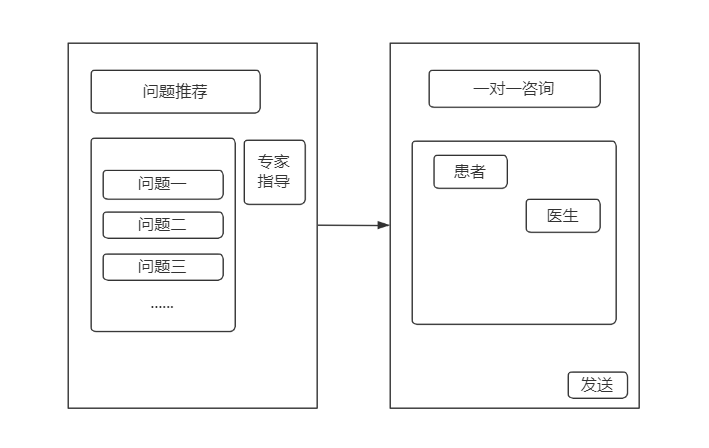 问题推荐
问题一
问题二
问题三
......
专家
指导
一对一咨询
患者
医生
发送